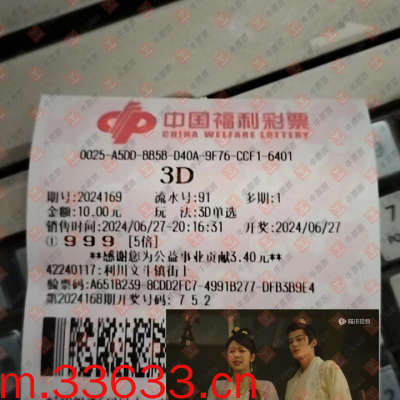 中国福利彩票
CHINA WELFARE LOTTERY
0025-A5DD-BB5B-D40A-9F76-CCF1-6401
3D
期号:2024169 流水号:91 多期:1
金额:10.00元 玩 法:3D单选
销售时间:2024/06/27-20:16:31 开奖:2024/06/27
① 9 9 9 [5倍]
**感谢您为公益事业贡献3.40元**
42240117:利川文斗镇街上
验票码:A651B239-8CDD2FC7-4991B277-DFB3B9E4
第2024168期开奖号码:7 5 2
m.33633.cn